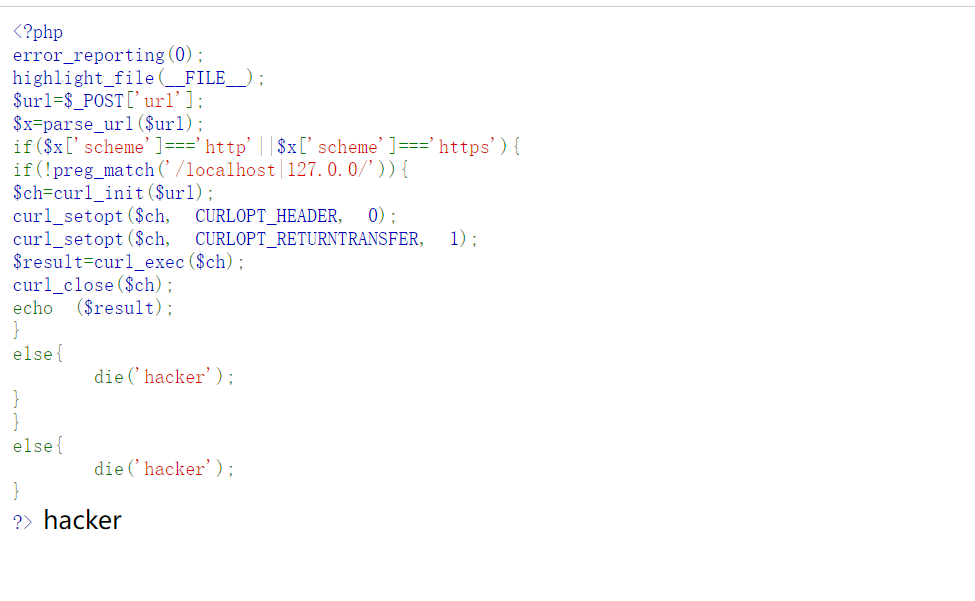 <?php
error_reporting(0);
highlight_file(__FILE__);
$url=$_POST['url'];
$x=parse_url($url);
if($x['scheme']==='http'||$x['scheme']==='https'){
if(!preg_match('/localhost|127.0.0/')){
$ch=curl_init($url);
curl_setopt($ch, CURLOPT_HEADER, 0);
curl_setopt($ch, CURLOPT_RETURNTRANSFER, 1);
$result=curl_exec($ch);
curl_close($ch);
echo ($result);
}
else{
die('hacker');
}
}
else{
die('hacker');
}
?> hacker